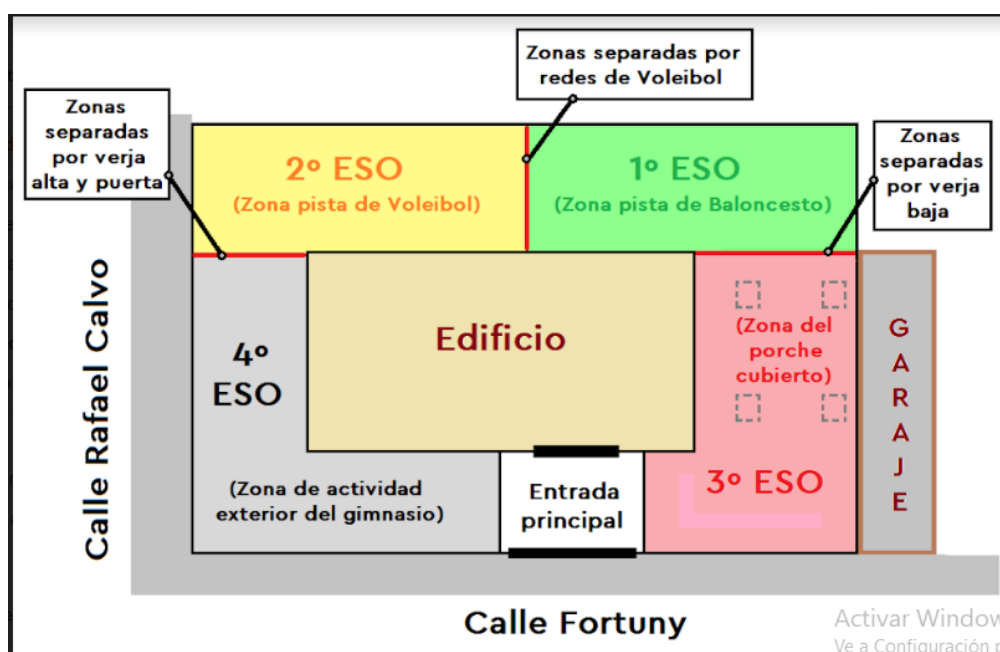 Zonas separadas por
redes de Voleibol
Zonas
separadas
por verja
alta y puerta
Zonas
separadas
por verja
baja
2º ESO
(Zona pista de Voleibol)
1º ESO
(Zona pista de Baloncesto)
Calle Rafael Calvo
4º
ESO
(Zona de actividad
exterior del gimnasio)
Edificio
Entrada
principal
(Zona del
porche
cubierto)
3º ESO
GARAJE
Calle Fortuny
Activar Window
Ve a Configuración p